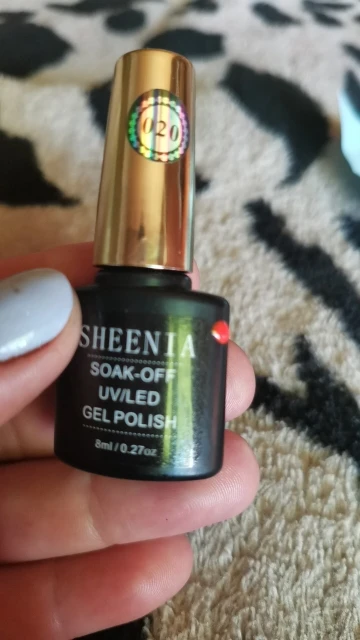 020
SHEENIA
SOAK-OFF
UV/LED
GEL POLISH
8ml / 0.27oz